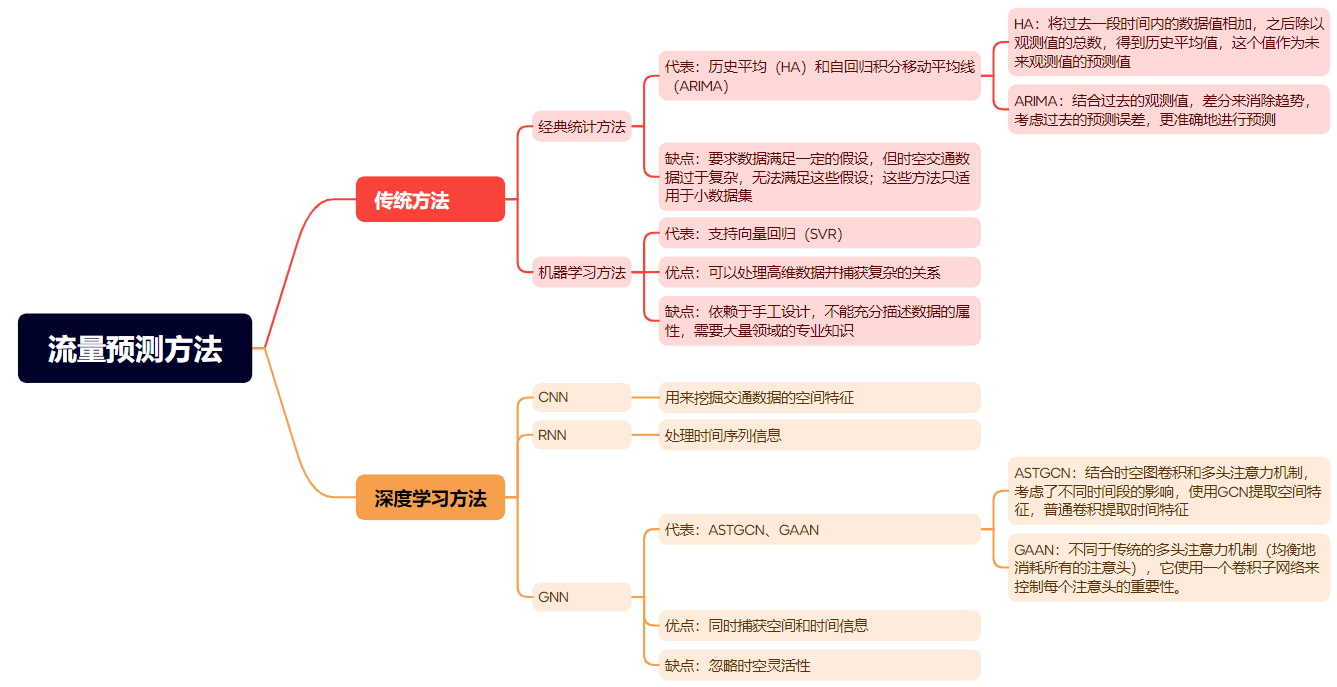 流量预测方法
传统方法
经典统计方法
代表：历史平均（HA）和自回归积分移动平均线
（ARIMA）
HA：将过去一段时间内的数据值相加，之后除以
观测值的总数，得到历史平均值，这个值作为未
来观测值的预测值
ARIMA：结合过去的观测值，差分来消除趋势，
考虑过去的预测误差，更准确地进行预测
缺点：要求数据满足一定的假设，但时空交通数
据过于复杂，无法满足这些假设；这些方法只适
用于小数据集
机器学习方法
代表：支持向量回归（SVR）
优点：可以处理高维数据并捕获复杂的关系
缺点：依赖于手工设计，不能充分描述数据的属
性，需要大量领域的专业知识
深度学习方法
CNN
用来挖掘交通数据的空间特征
RNN
处理时间序列信息
GNN
代表：ASTGCN、GAAN
ASTGCN：结合时空图卷积和多头注意力机制，
考虑了不同时间段的影响，使用GCN提取空间特
征，普通卷积提取时间特征
GAAN：不同于传统的多头注意力机制（均衡地
消耗所有的注意头），它使用一个卷积子网络来
控制每个注意头的重要性。
优点：同时捕获空间和时间信息
缺点：忽略时空灵活性